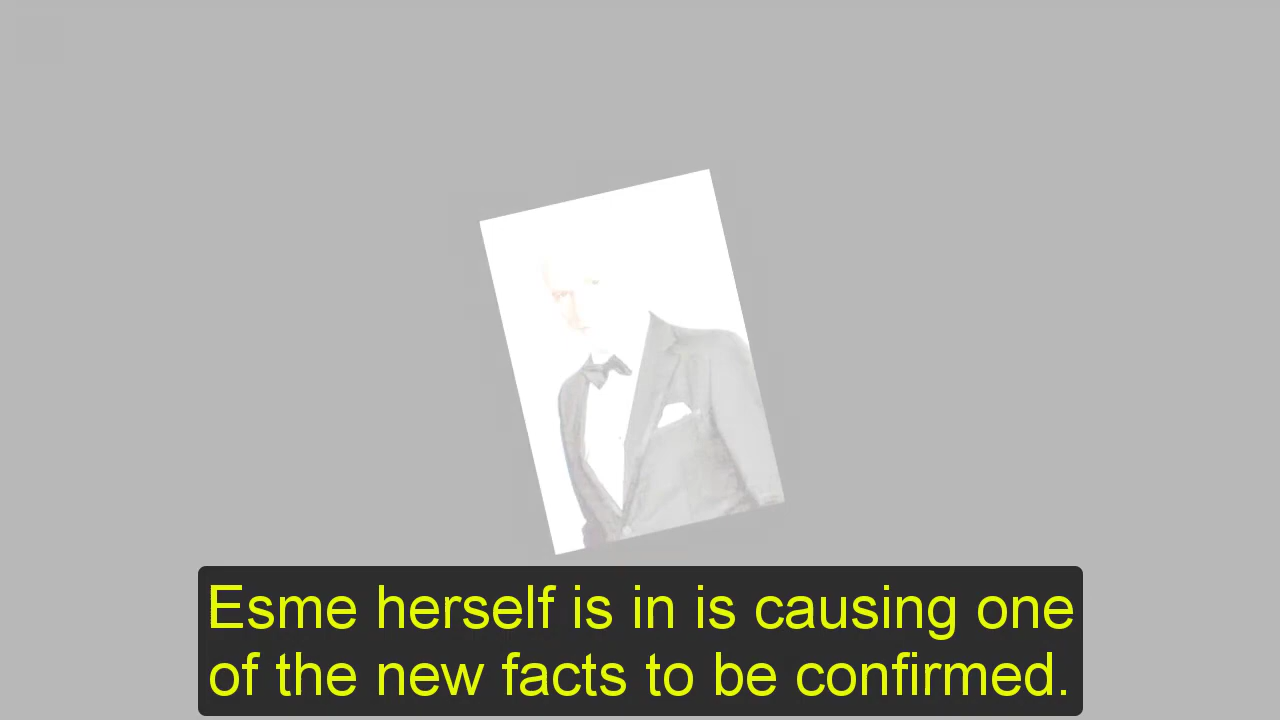 Esme herself is in is causing one
of the new facts to be confirmed.